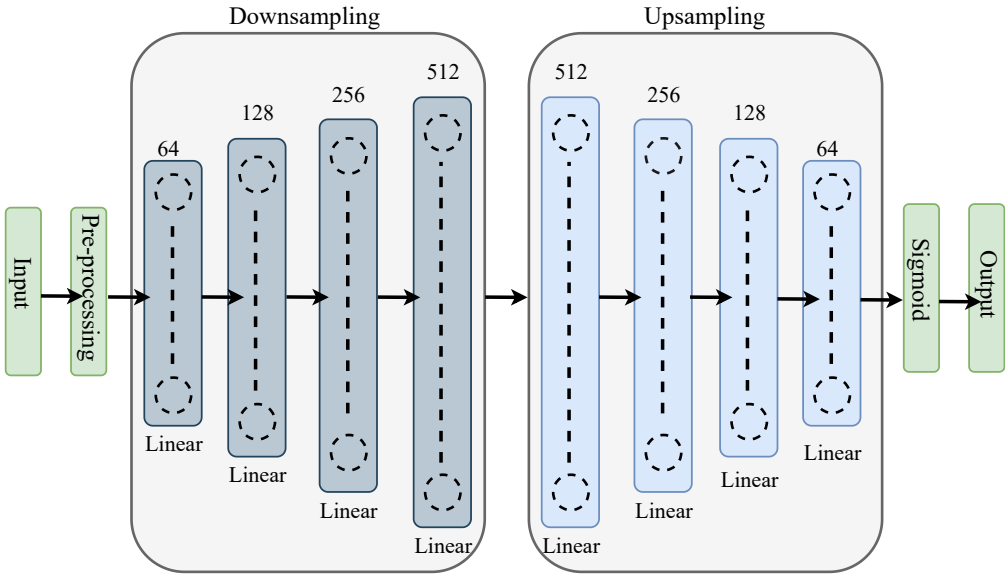 Downsampling
Upsampling
64
128
256
512
512
256
128
64
Input
Pre-processing
Sigmoid
Output
Linear
Linear
Linear
Linear
Linear
Linear
Linear
Linear